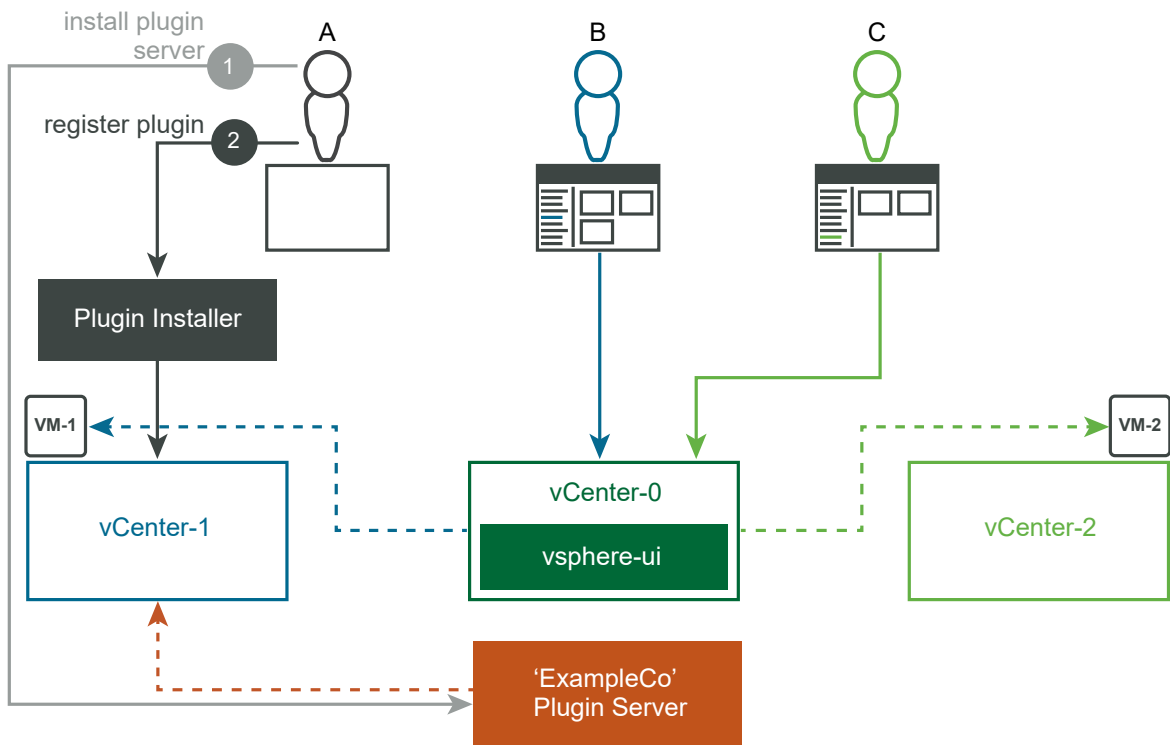 install plugin
server
1
A
B
C
register plugin
2
Plugin Installer
VM-1
VM-2
vCenter-1
vCenter-0
vsphere-ui
vCenter-2
‘ExampleCo’
Plugin Server